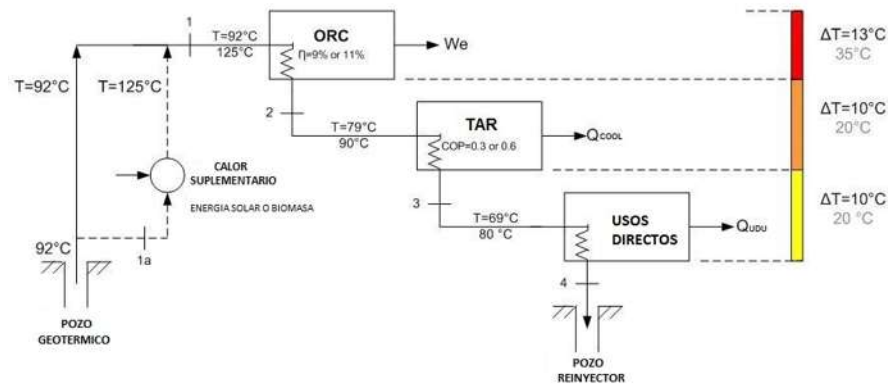 1
T=92°C
125°C
ORC
η=9% or 11%
We
ΔT=13°C
35°C
T=92°C
T=125°C
2
T=79°C
90°C
TAR
COP=0.3 or 0.6
QCOOL
ΔT=10°C
20°C
CALOR
SUPLEMENTARIO
ENERGIA SOLAR O BIOMASA
3
T=69°C
80 °C
USOS
DIRECTOS
QUDU
ΔT=10°C
20 °C
92°C
1a
4
POZO
GEOTERMICO
POZO
REINYECTOR